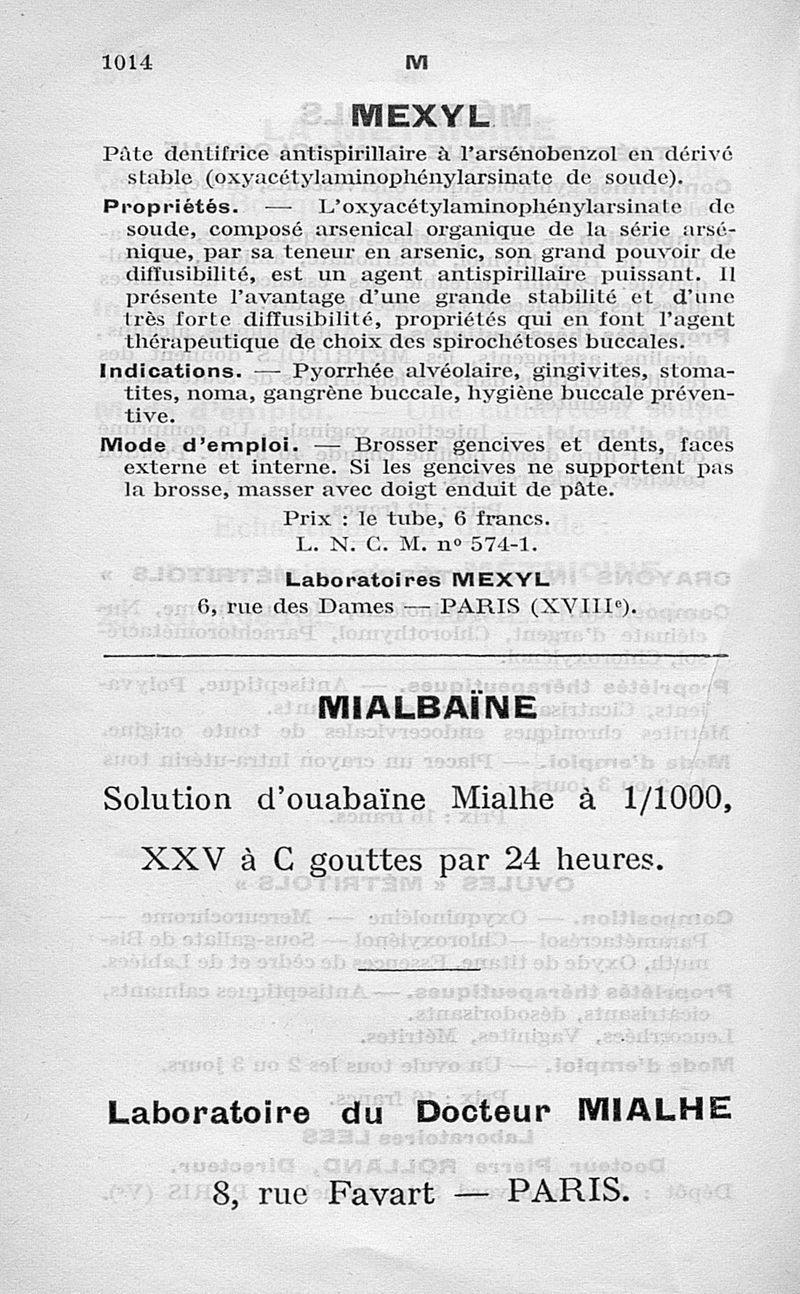 1014 M
MEXYL
Pâte dentifrice antispirillaire à l'arsénobenzol en dérivé
stable (oxyacétylaminophénylarsinate de soude).
Propriétés. — L'oxyacétylaminophénylarsinate de
soude, composé arsenical organique de la série arsé-
nique, par sa teneur en arsenic, son grand pouvoir de
diffusibilité, est un agent antispirillaire puissant. Il
présente l'avantage d'une grande stabilité et d'une
très forte diffusibilité, propriétés qui en font l'agent
thérapeutique de choix des spirochétoses buccales.
Indications. — Pyorrhée alvéolaire, gingivites, stoma-
tites, noma, gangrène buccale, hygiène buccale préven-
tive.
Mode d'emploi. — Brosser gencives et dents, faces
externe et interne. Si les gencives ne supportent pas
la brosse, masser avec doigt enduit de pâte.
Prix : le tube, 6 francs.
L. N. C. M. nº 574-1.
Laboratoires MEXYL
6, rue des Dames — PARIS (XVIIIe).
MIALBAÏNE
Solution d'ouabaïne Mialhe à 1/1000,
XXV à C gouttes par 24 heures.
Laboratoire du Docteur MIALHE
8, rue Favart — PARIS.